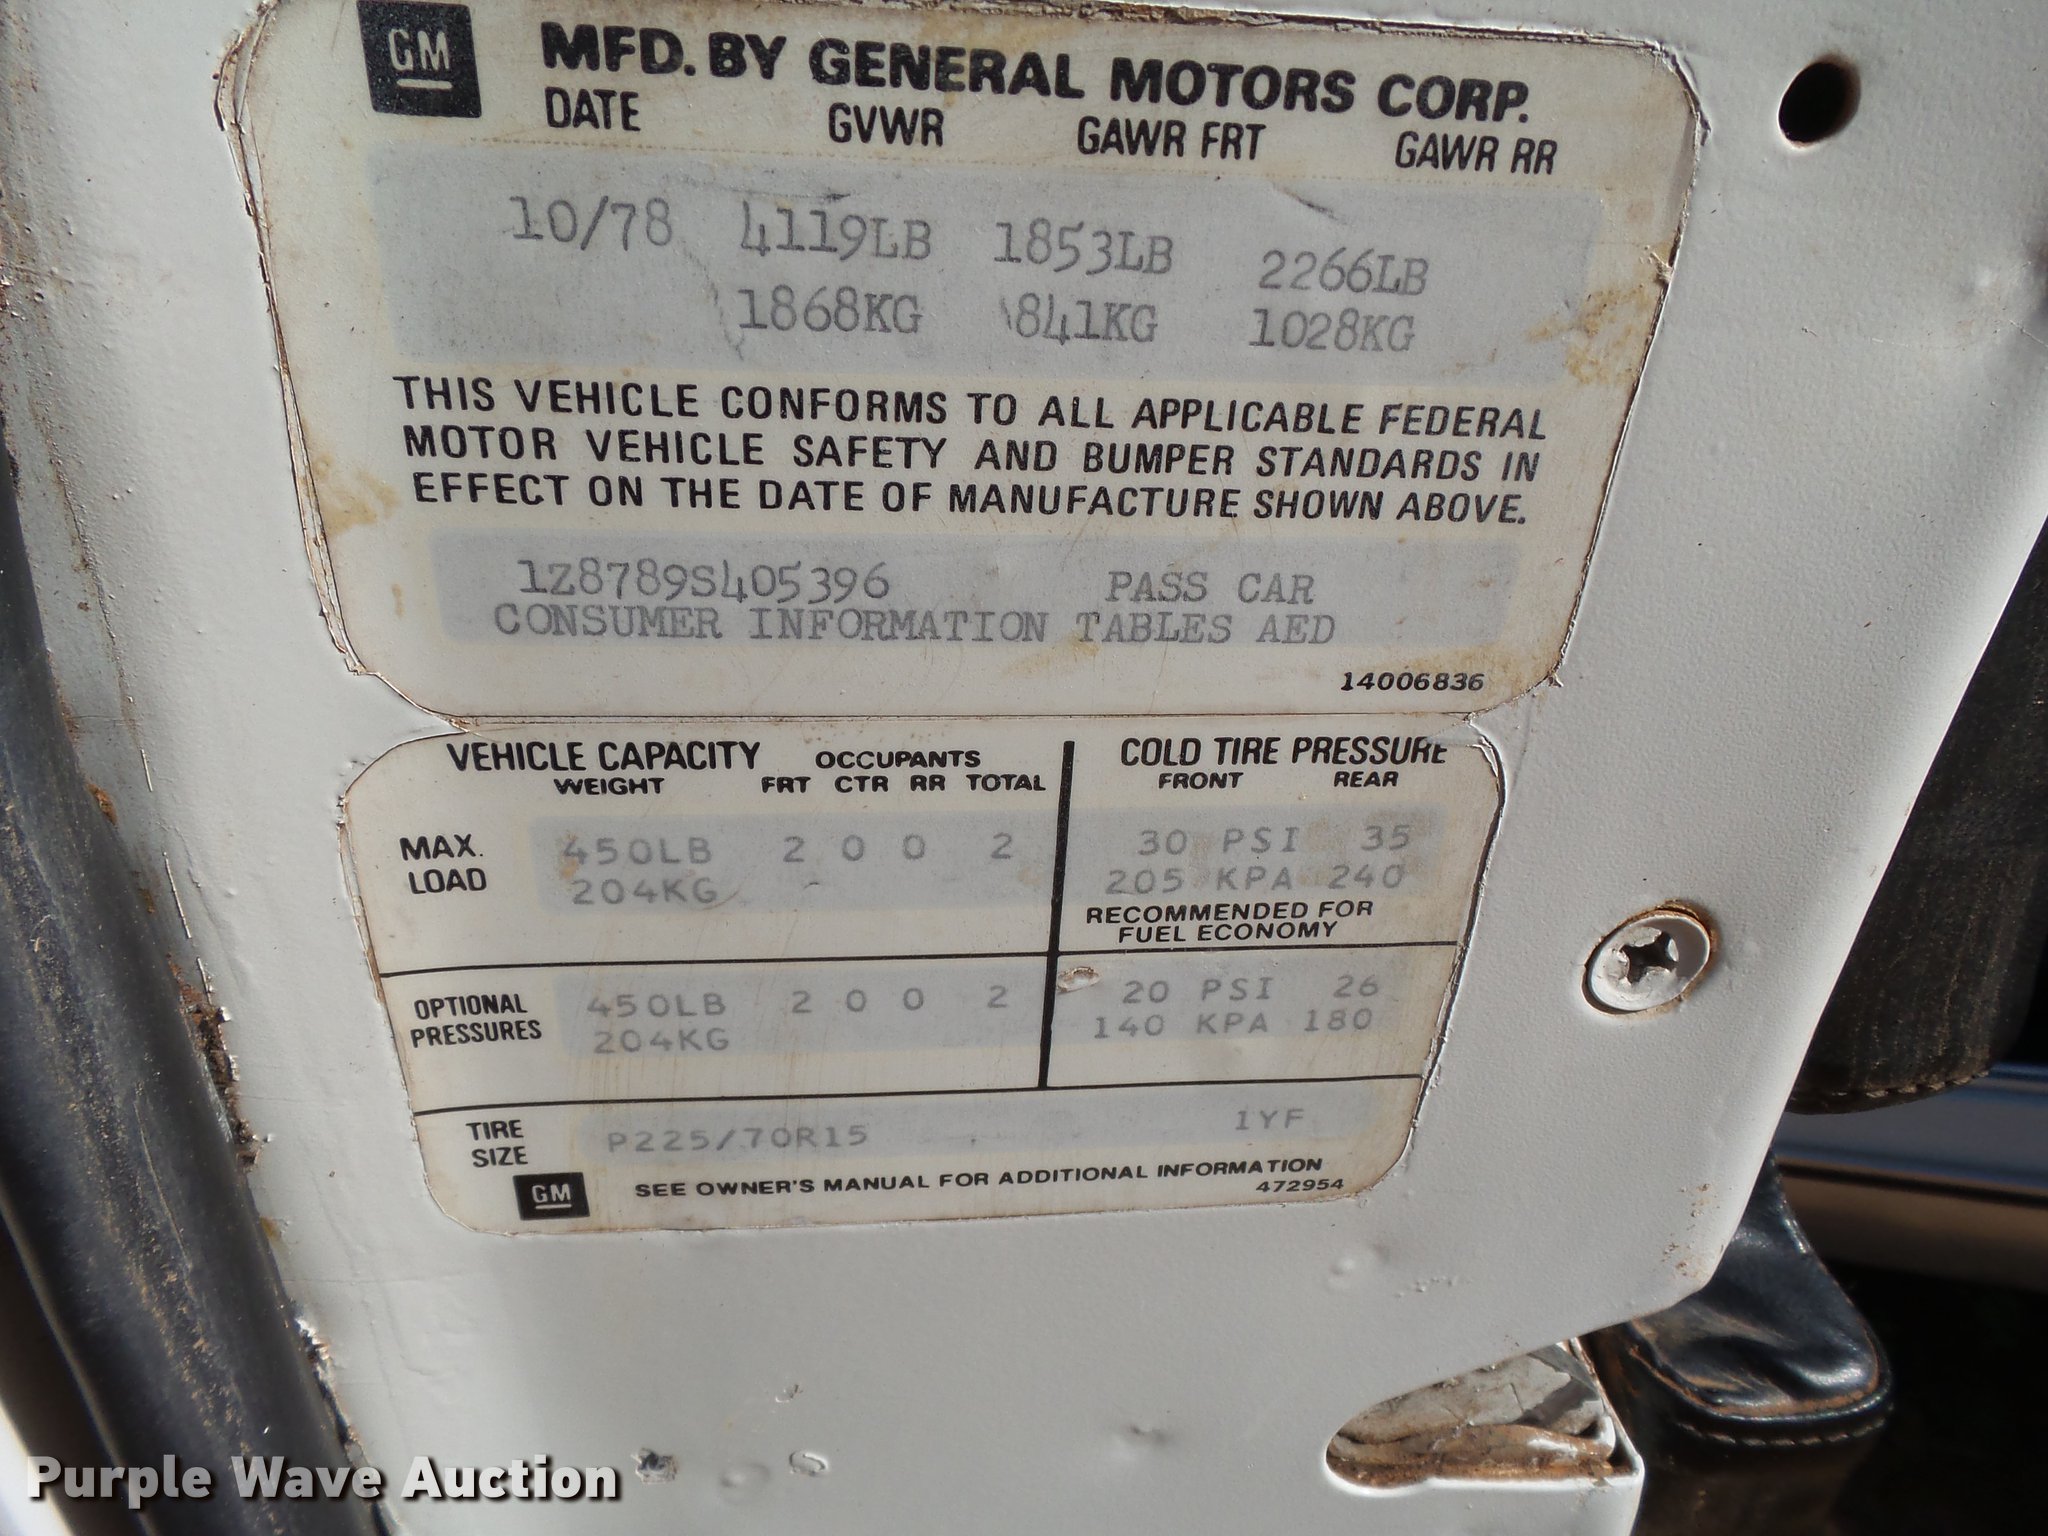 GM
MFD. BY GENERAL MOTORS CORP.
DATE GVWR GAWR FRT GAWR RR
10/78 4119LB 1853LB 2266LB
1868KG 841KG 1028KG
THIS VEHICLE CONFORMS TO ALL APPLICABLE FEDERAL
MOTOR VEHICLE SAFETY AND BUMPER STANDARDS IN
EFFECT ON THE DATE OF MANUFACTURE SHOWN ABOVE.
1Z8789S405396 PASS CAR
CONSUMER INFORMATION TABLES AED
14006836
VEHICLE CAPACITY OCCUPANTS COLD TIRE PRESSURE
WEIGHT FRT CTR RR TOTAL FRONT REAR
MAX. LOAD 450LB 2 0 0 2 30 PSI 35
204KG 205 KPA 240
RECOMMENDED FOR
FUEL ECONOMY
OPTIONAL PRESSURES 450LB 2 0 0 2 20 PSI 26
204KG 140 KPA 180
TIRE SIZE P225/70R15 1YF
GM SEE OWNER'S MANUAL FOR ADDITIONAL INFORMATION
472954
Purple Wave Auction